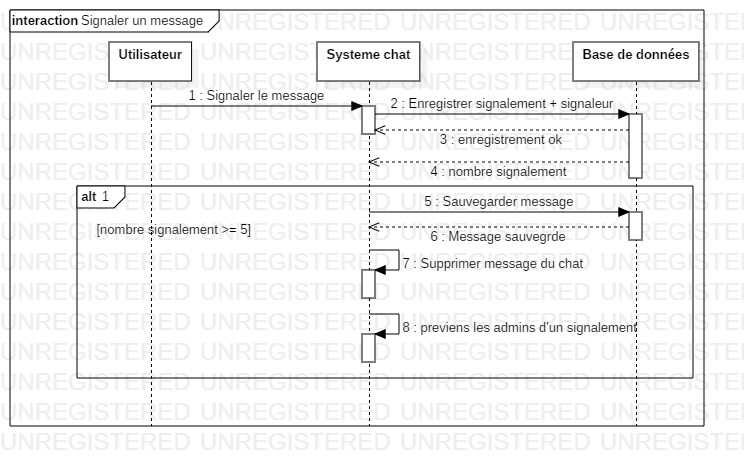 interaction Signaler un message
Utilisateur
Systeme chat
Base de données
1 : Signaler le message
2 : Enregistrer signalement + signaleur
3 : enregistrement ok
4 : nombre signalement
alt 1
5 : Sauvegarder message
[nombre signalement >= 5]
6 : Message sauvegrde
7 : Supprimer message du chat
8 : previens les admins d'un signalement
UNREGISTERED UNREGISTERED UNREGISTERED UNREGISTERED